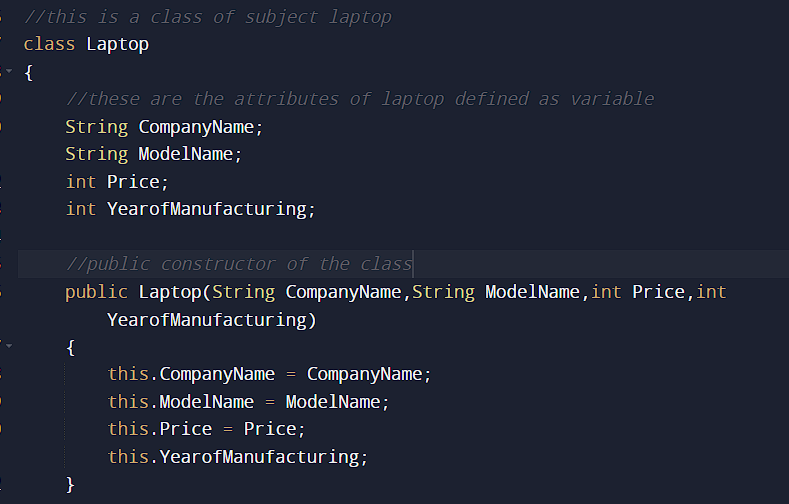 //this is a class of subject laptop
class Laptop
{
//these are the attributes of laptop defined as variable
String CompanyName;
String ModelName;
int Price;
int YearofManufacturing;
//public constructor of the class
public Laptop(String CompanyName,String ModelName,int Price,int
YearofManufacturing)
{
this.CompanyName = CompanyName;
this.ModelName = ModelName;
this.Price = Price;
this.YearofManufacturing;
}